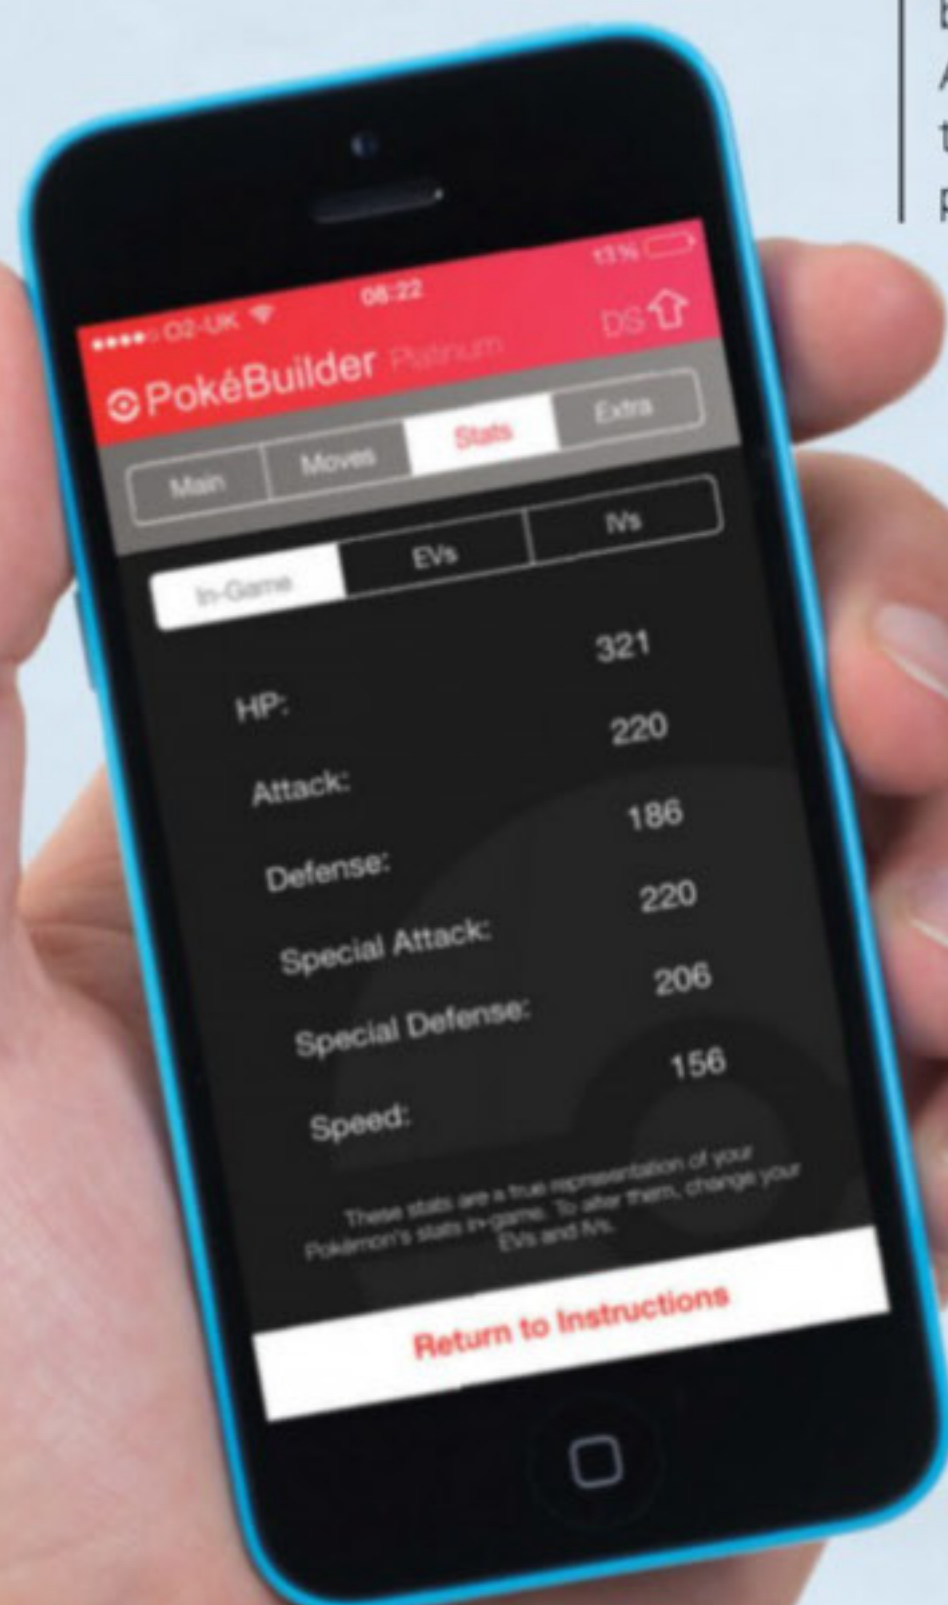 O2-UK 08:22 13%
PokéBuilder Platinum DS
Main Moves Stats Extra
In-Game EVs IVs
HP: 321
Attack: 220
Defense: 186
Special Attack: 220
Special Defense: 206
Speed: 156
These stats are a true representation of your
Pokémon's stats in-game. To alter them, change your
EVs and IVs.
Return to Instructions